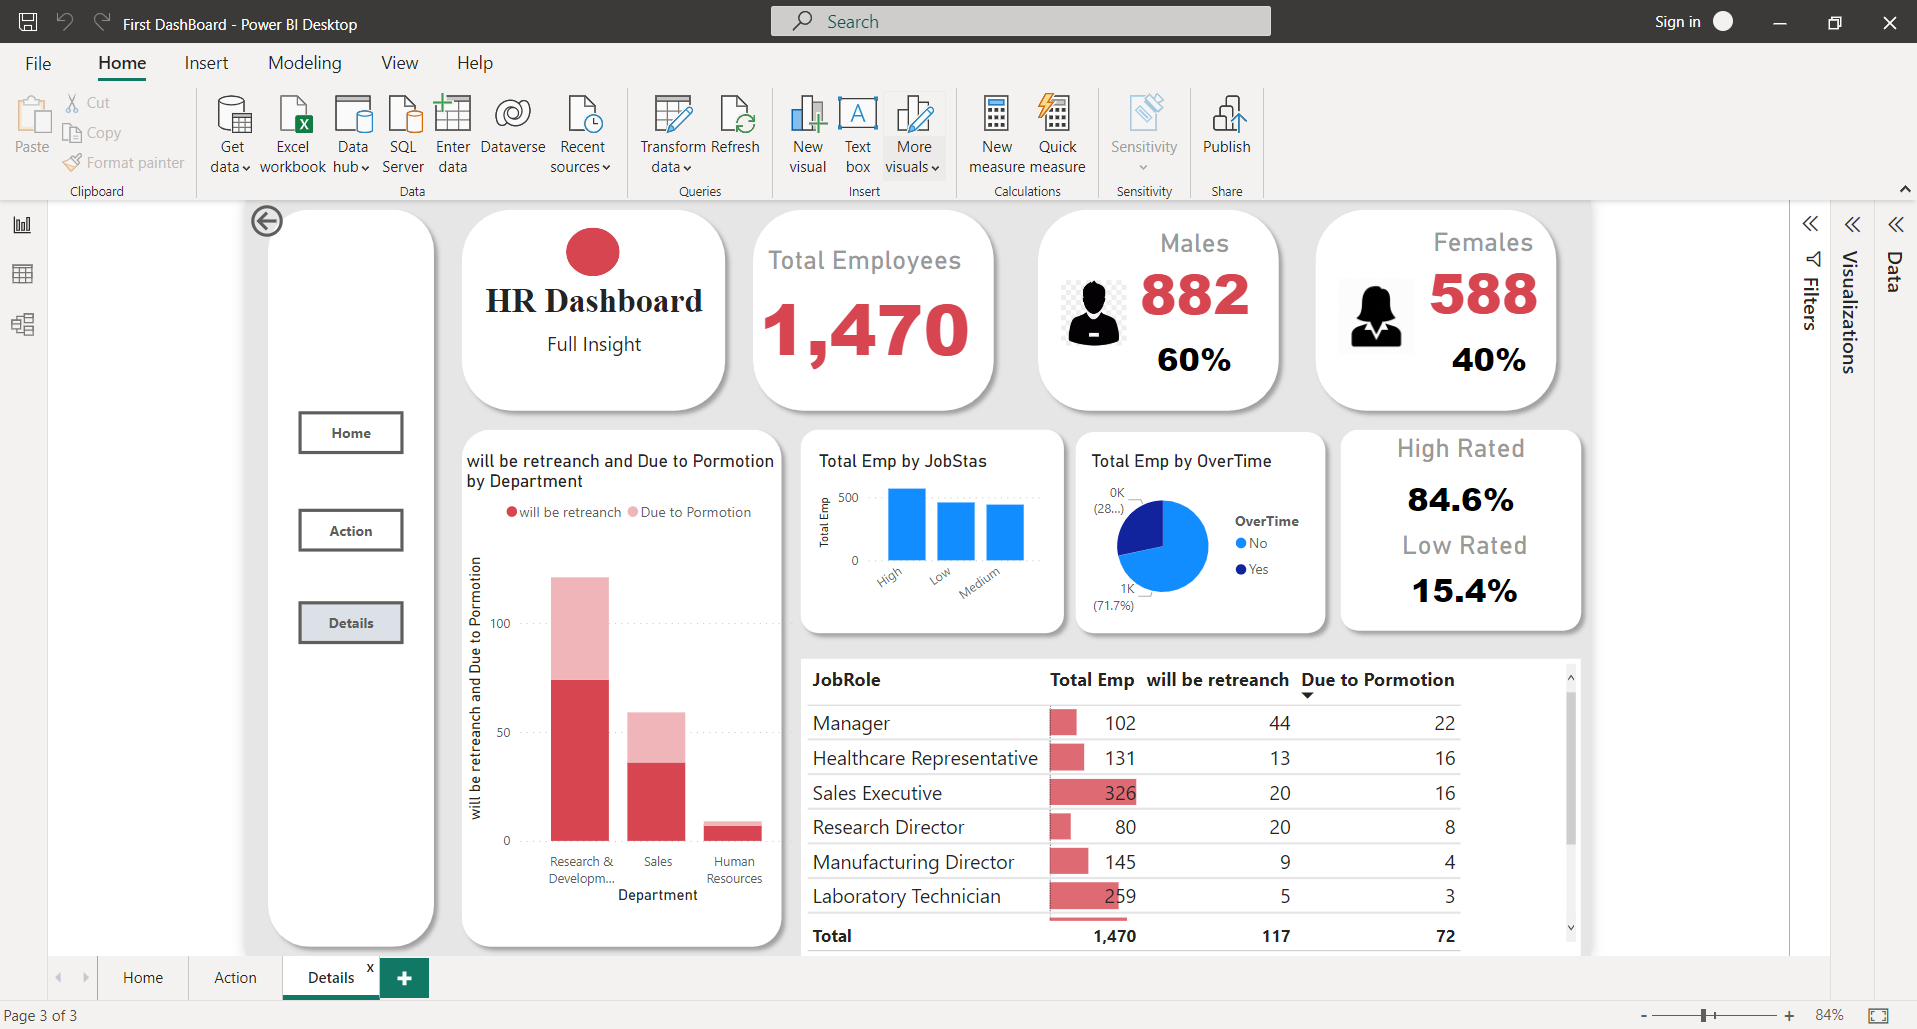 First DashBoard - Power BI Desktop
Search
Sign in
File
Home
Insert
Modeling
View
Help
Paste
Cut
Copy
Format painter
Clipboard
Get data
Excel workbook
Data hub
SQL Server
Enter data
Dataverse
Recent sources
Data
Transform data
Refresh
Queries
New visual
Text box
More visuals
Insert
New measure
Quick measure
Calculations
Sensitivity
Sensitivity
Publish
Share
HR Dashboard
Full Insight
Total Employees
1,470
Males
882
60%
Females
588
40%
Filters
Visualizations
Data
Home
Action
Details
will be retreanch and Due to Pormotion
by Department
will be retreanch
Due to Pormotion
will be retreanch and Due to Pormotion
100
50
0
Research &
Developm...
Sales
Human
Resources
Department
Total Emp by JobStas
Total Emp
500
0
High
Low
Medium
Total Emp by OverTime
0K
(28...)
1K
(71.7%)
OverTime
No
Yes
High Rated
84.6%
Low Rated
15.4%
JobRole Total Emp will be retreanch Due to Pormotion
Manager 102 44 22
Healthcare Representative 131 13 16
Sales Executive 326 20 16
Research Director 80 20 8
Manufacturing Director 145 9 4
Laboratory Technician 259 5 3
Total 1,470 117 72
Home
Action
Details
x
+
Page 3 of 3
- + 84%